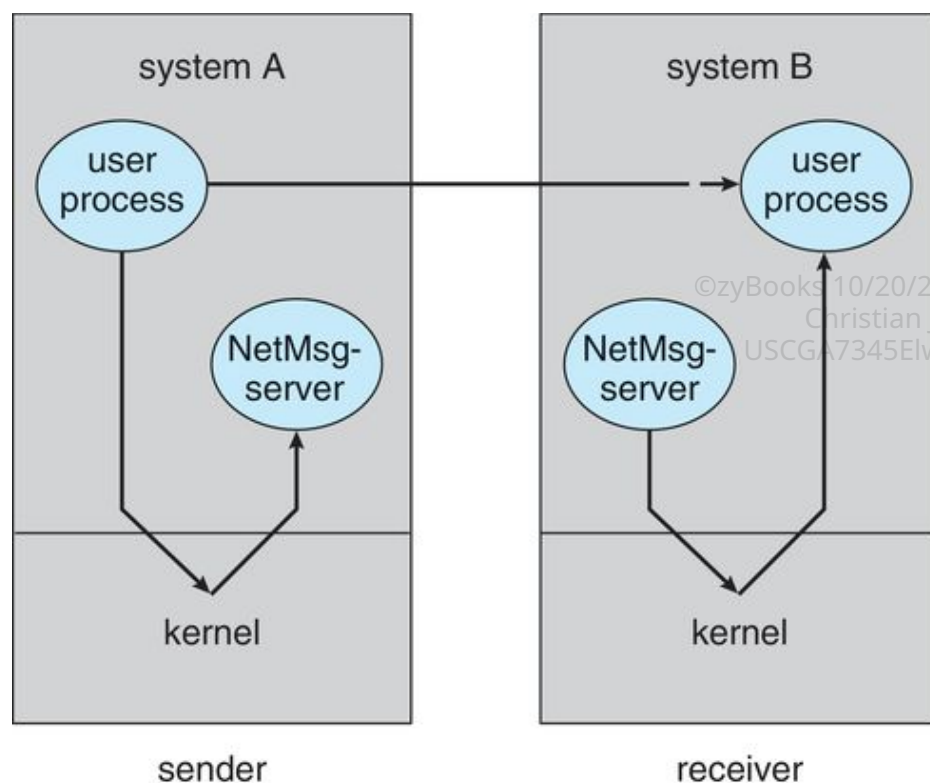 system A
system B
user
process
user
process
©zyBooks 10/20/2
Christian
USCGA7345Elw
NetMsg-
server
NetMsg-
server
kernel
kernel
sender
receiver